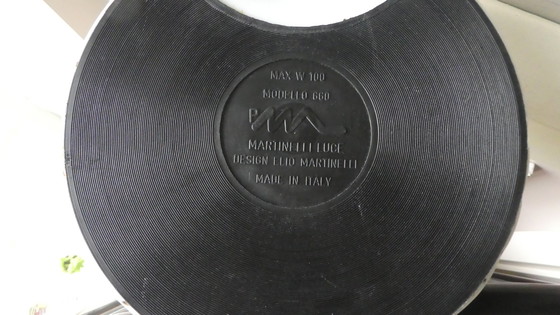 MAX W 100
MODELLO 660
MARTINELLI LUCE
DESIGN ELIO MARTINELLI
MADE IN ITALY